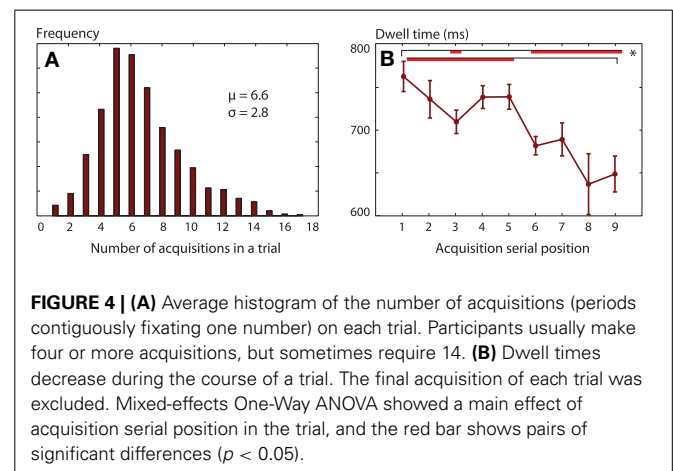 Frequency
A
μ = 6.6
σ = 2.8
0 2 4 6 8 10 12 14 16 18
Number of acquisitions in a trial
Dwell time (ms)
B
*
800
700
600
1 2 3 4 5 6 7 8 9
Acquisition serial position
FIGURE 4 | (A) Average histogram of the number of acquisitions (periods
contiguously fixating one number) on each trial. Participants usually make
four or more acquisitions, but sometimes require 14. (B) Dwell times
decrease during the course of a trial. The final acquisition of each trial was
excluded. Mixed-effects One-Way ANOVA showed a main effect of
acquisition serial position in the trial, and the red bar shows pairs of
significant differences (p < 0.05).